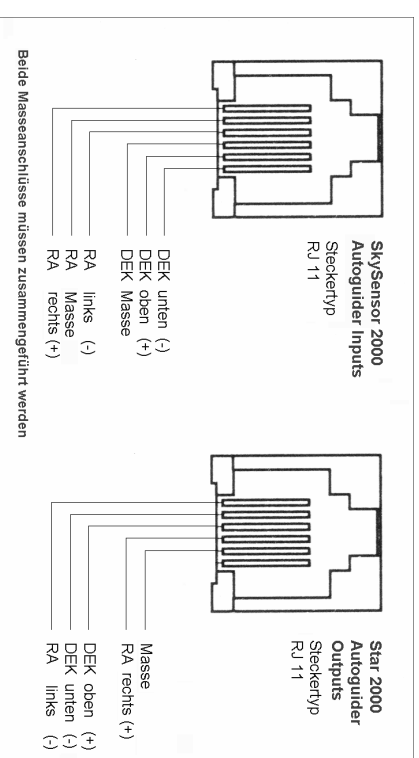 SkySensor 2000
Autoguider Inputs
Steckertyp
RJ 11
DEK unten (-)
DEK oben (+)
DEK Masse
RA links (-)
RA Masse
RA rechts (+)
Star 2000
Autoguider
Outputs
Steckertyp
RJ 11
Masse
RA rechts (+)
DEK oben (+)
DEK unten (-)
RA links (-)
Beide Masseanschlüsse müssen zusammengeführt werden